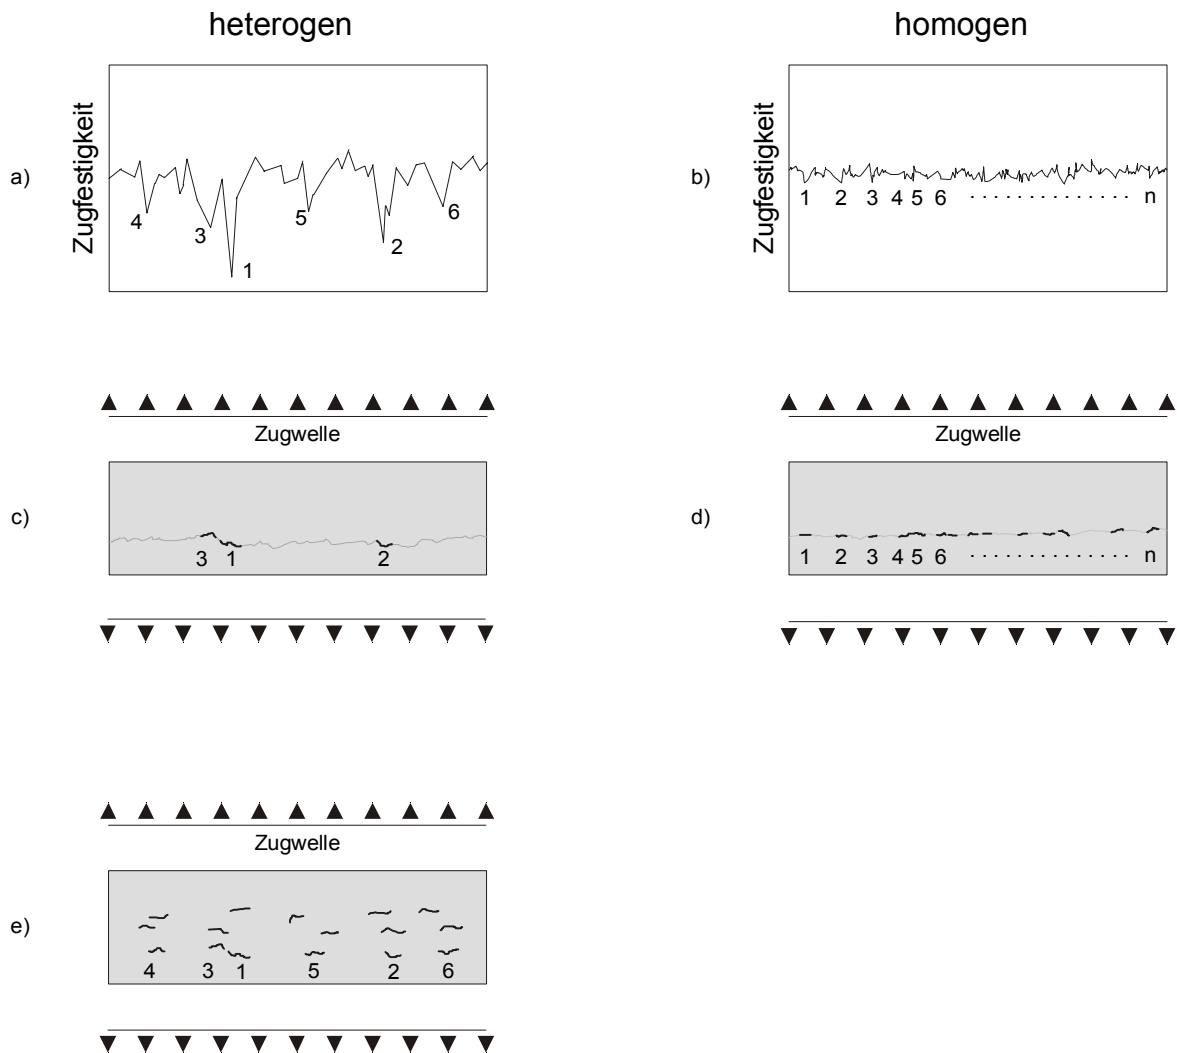 heterogen
homogen
a)
Zugfestigkeit
4
3
1
5
2
6
b)
Zugfestigkeit
1 2 3 4 5 6 . . . . . . . . . . . . . . n
Zugwelle
c)
3 1 2
Zugwelle
d)
1 2 3 4 5 6 . . . . . . . . . . . . . . n
Zugwelle
e)
4 3 1 5 2 6